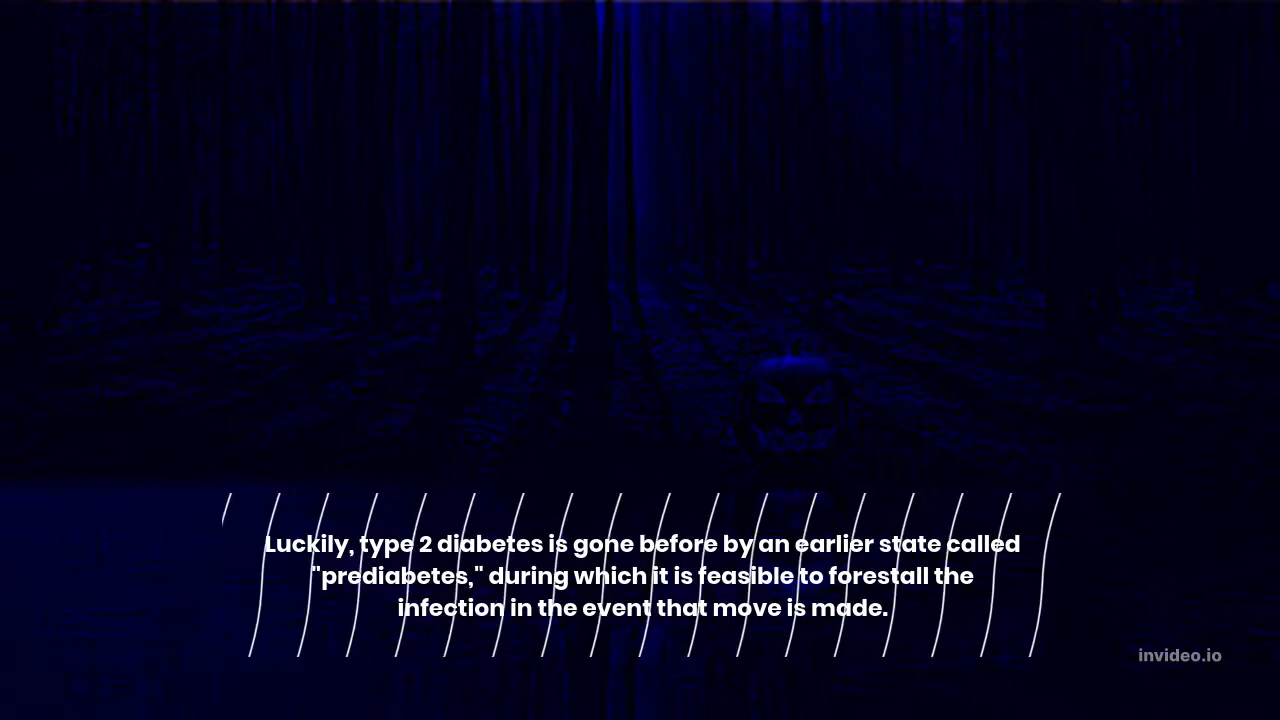 Luckily, type 2 diabetes is gone before by an earlier state called
"prediabetes," during which it is feasible to forestall the
infection in the event that move is made.
invideo.io